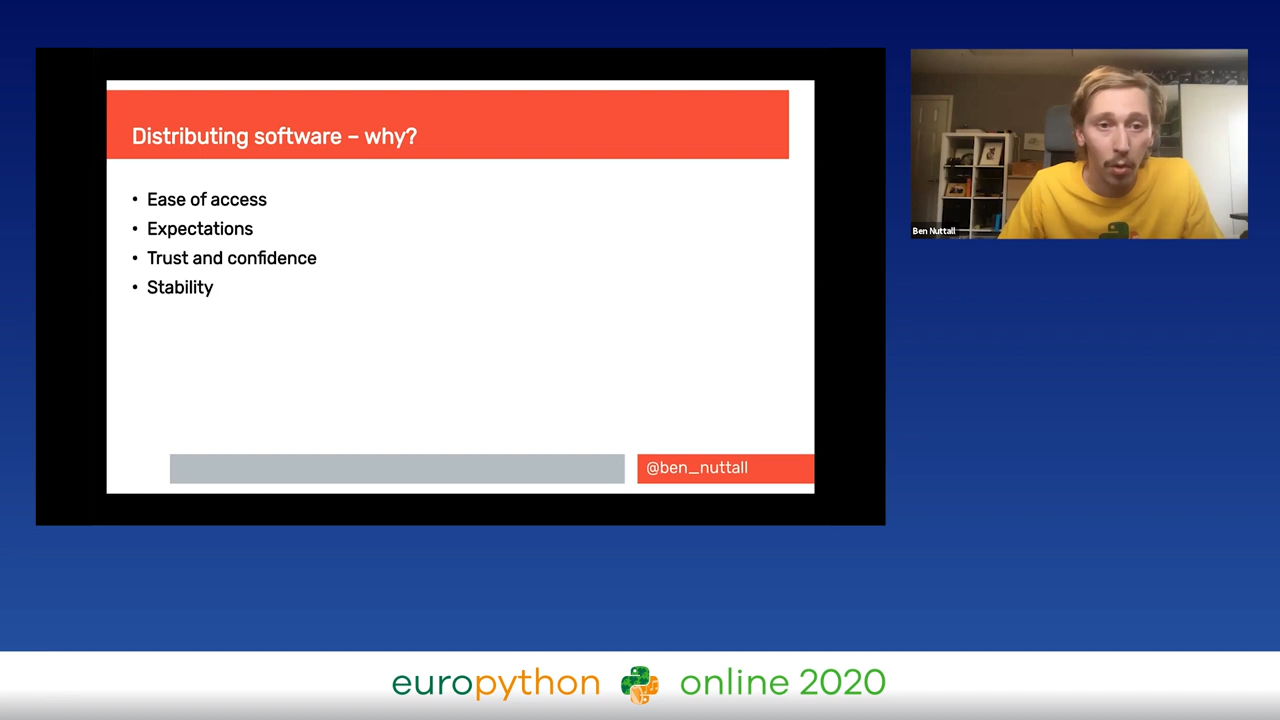 Distributing software – why?
• Ease of access
• Expectations
• Trust and confidence
• Stability
@ben_nuttall
Ben Nuttall
europython online 2020